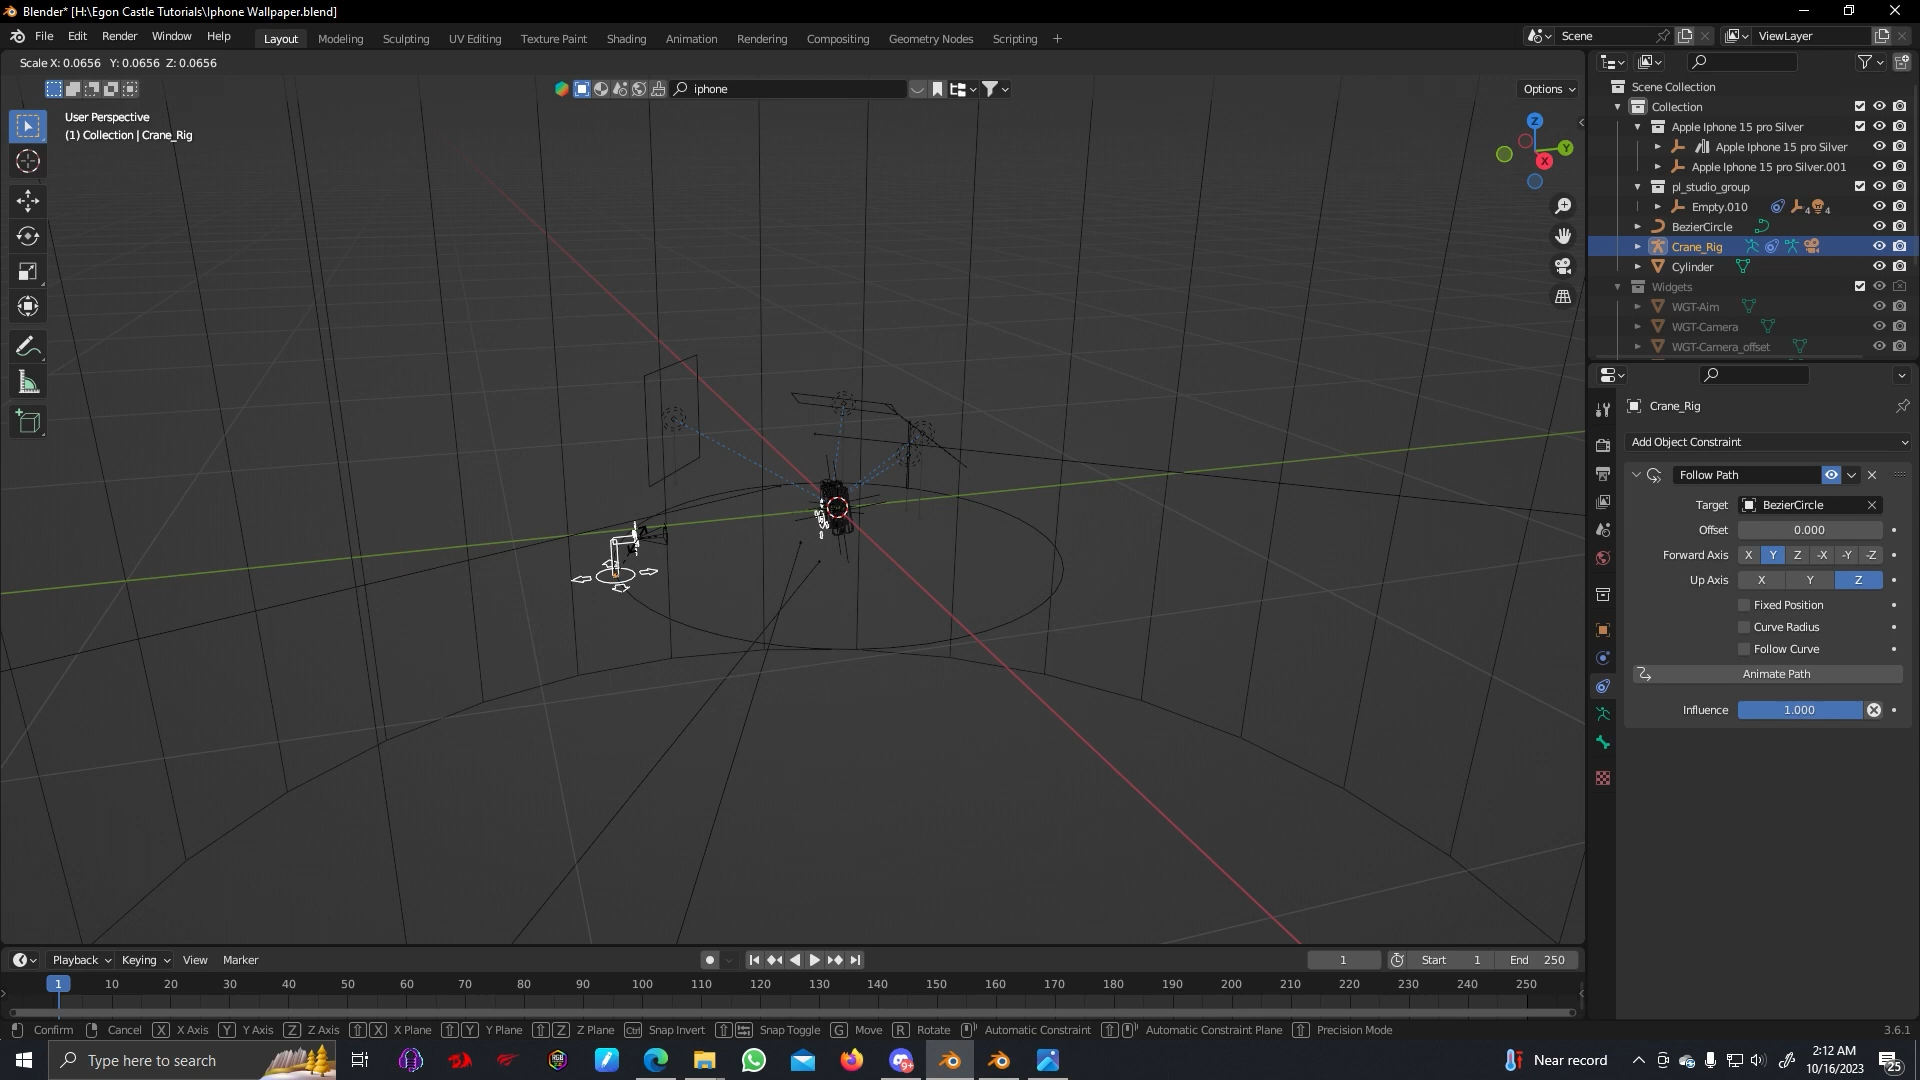 Blender* [H:\Egon Castle Tutorials\Iphone Wallpaper.blend]
File Edit Render Window Help Layout Modeling Sculpting UV Editing Texture Paint Shading Animation Rendering Compositing Geometry Nodes Scripting + Scene ViewLayer
Scale X: 0.0656 Y: 0.0656 Z: 0.0656
iphone Options
User Perspective
(1) Collection | Crane_Rig
Z
Y
X
Scene Collection
Collection
Apple Iphone 15 pro Silver
Apple Iphone 15 pro Silver
Apple Iphone 15 pro Silver.001
pl_studio_group
Empty.010 4 4
BezierCircle
Crane_Rig
Cylinder
Widgets
WGT-Aim
WGT-Camera
WGT-Camera_offset
Crane_Rig
Add Object Constraint
Follow Path
Target BezierCircle
Offset 0.000
Forward Axis X Y Z -X -Y -Z
Up Axis X Y Z
Fixed Position
Curve Radius
Follow Curve
Animate Path
Influence 1.000
Playback Keying View Marker 1 Start 1 End 250
1 10 20 30 40 50 60 70 80 90 100 110 120 130 140 150 160 170 180 190 200 210 220 230 240 250
Confirm Cancel X X Axis Y Y Axis Z Z Axis X X Plane Y Y Plane Z Z Plane Ctrl Snap Invert Snap Toggle G Move R Rotate Automatic Constraint Automatic Constraint Plane Precision Mode 3.6.1
Type here to search 9+ Near record 2:12 AM
10/16/2023 25